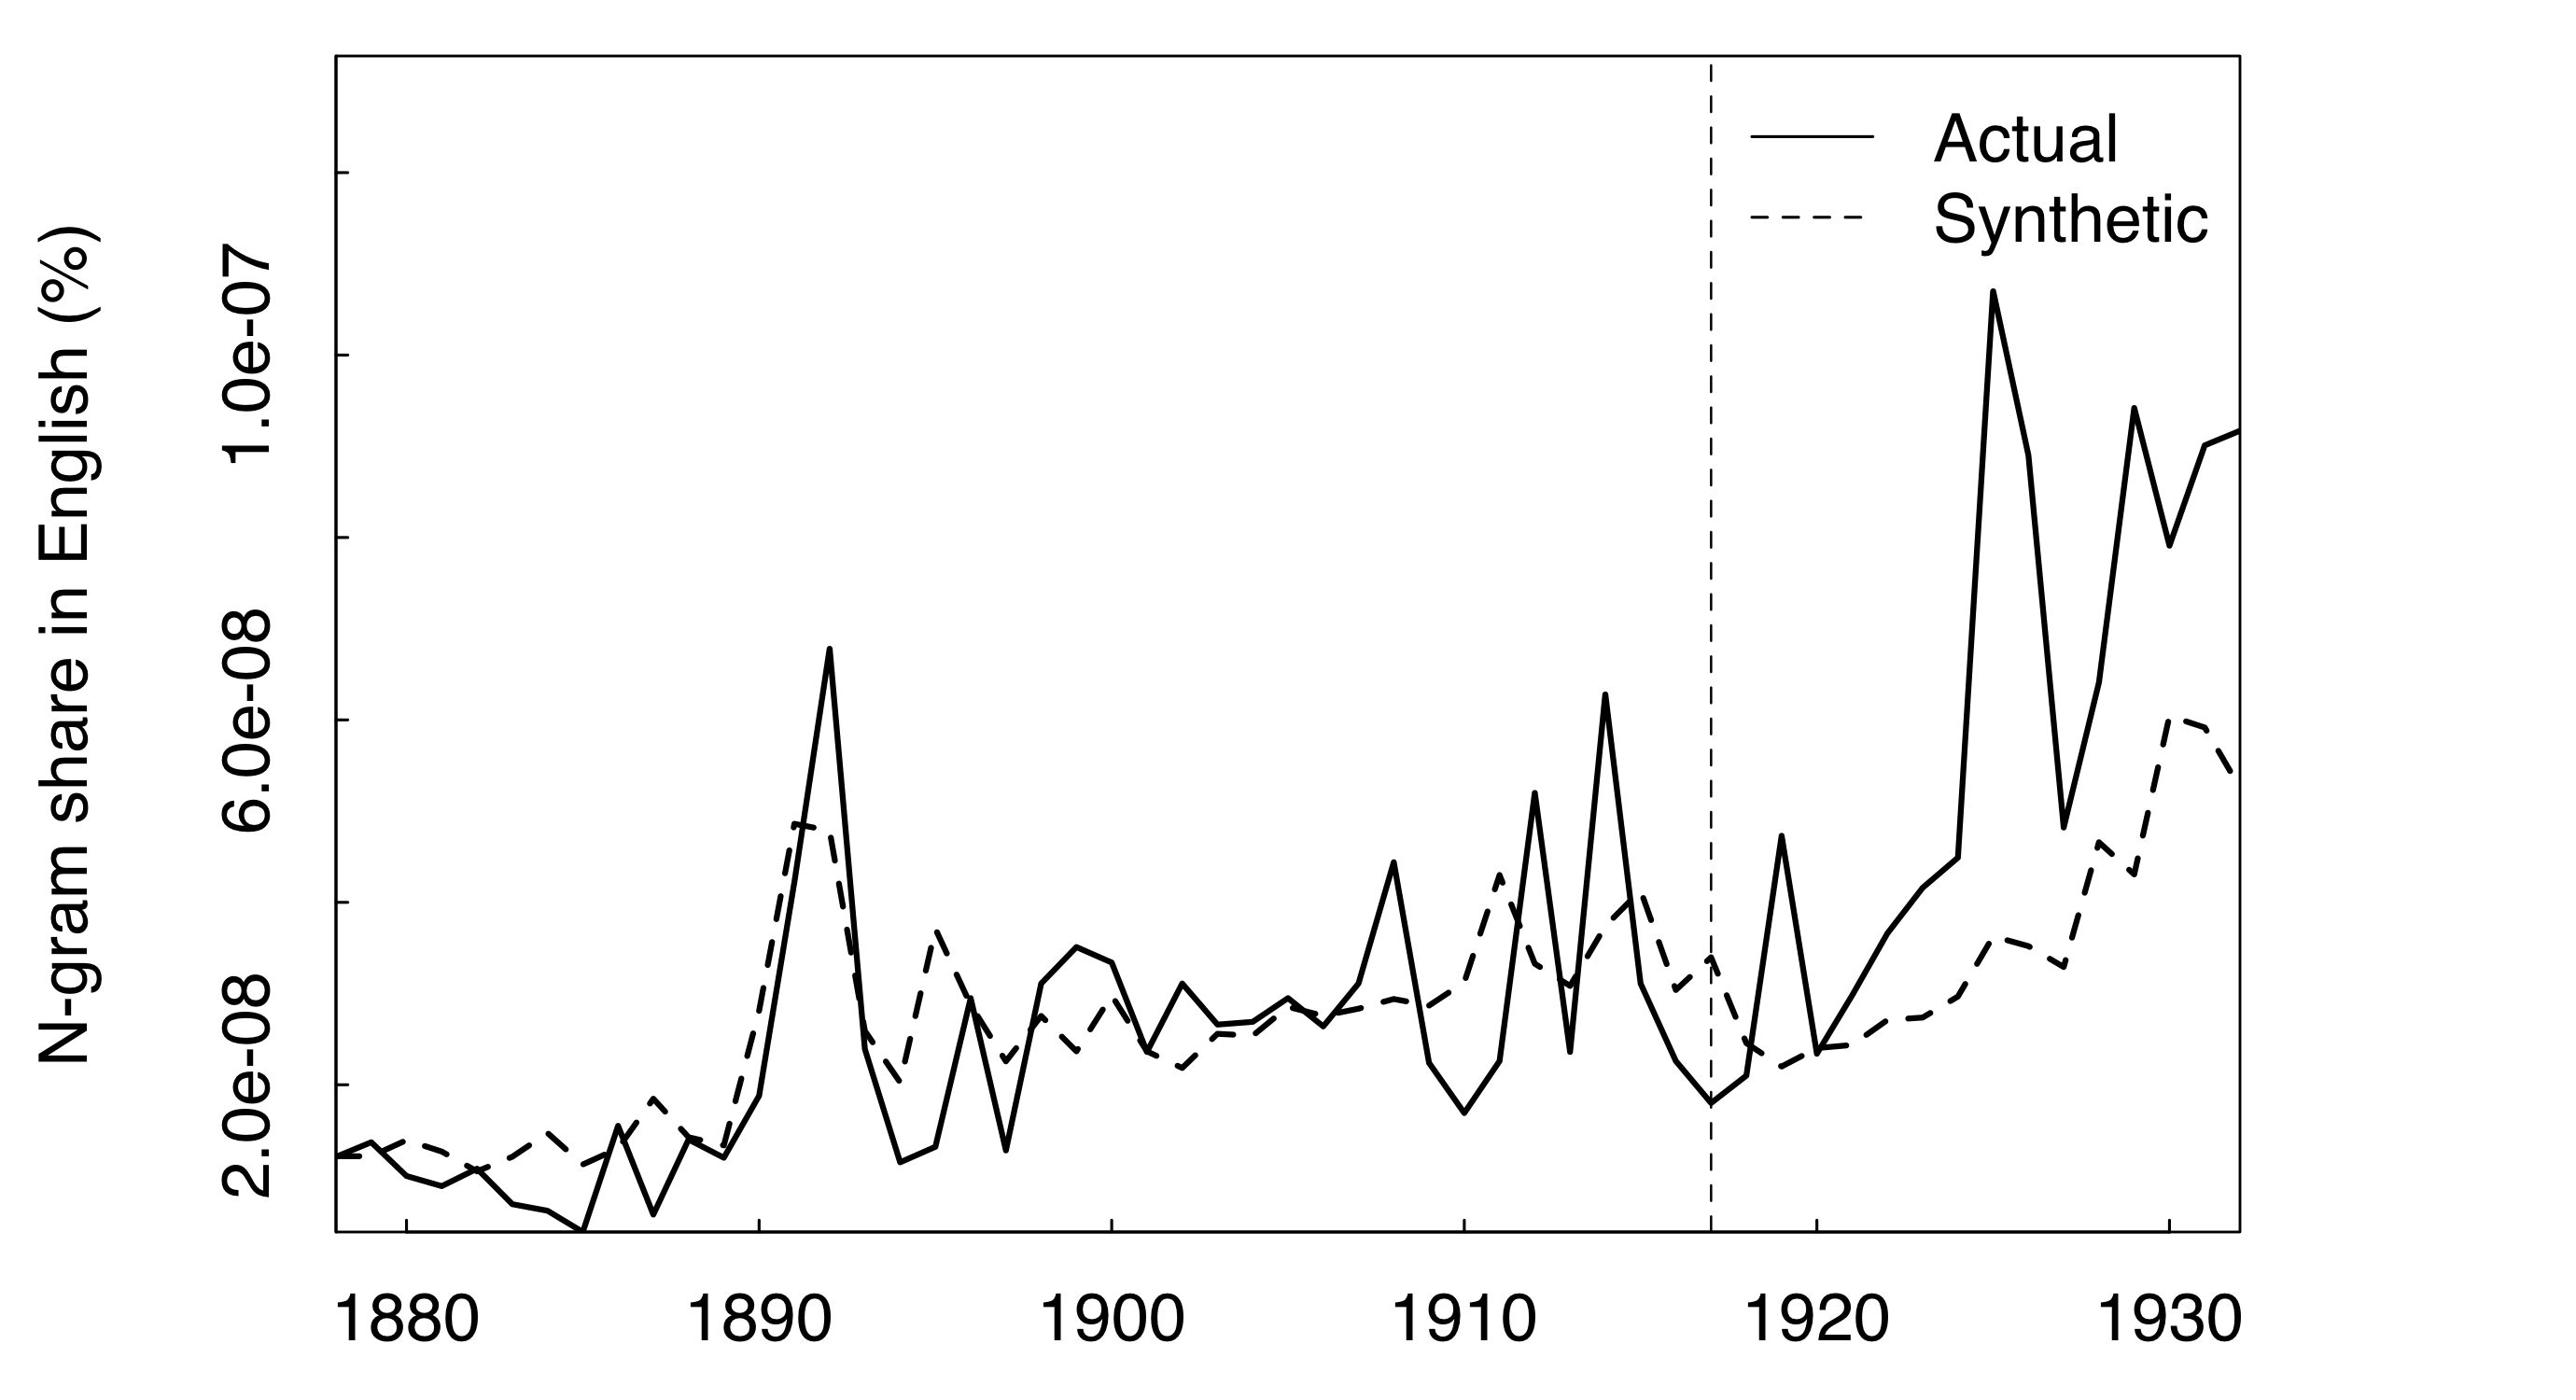 N-gram share in English (%)
1.0e-07
6.0e-08
2.0e-08
Actual
Synthetic
1880 1890 1900 1910 1920 1930